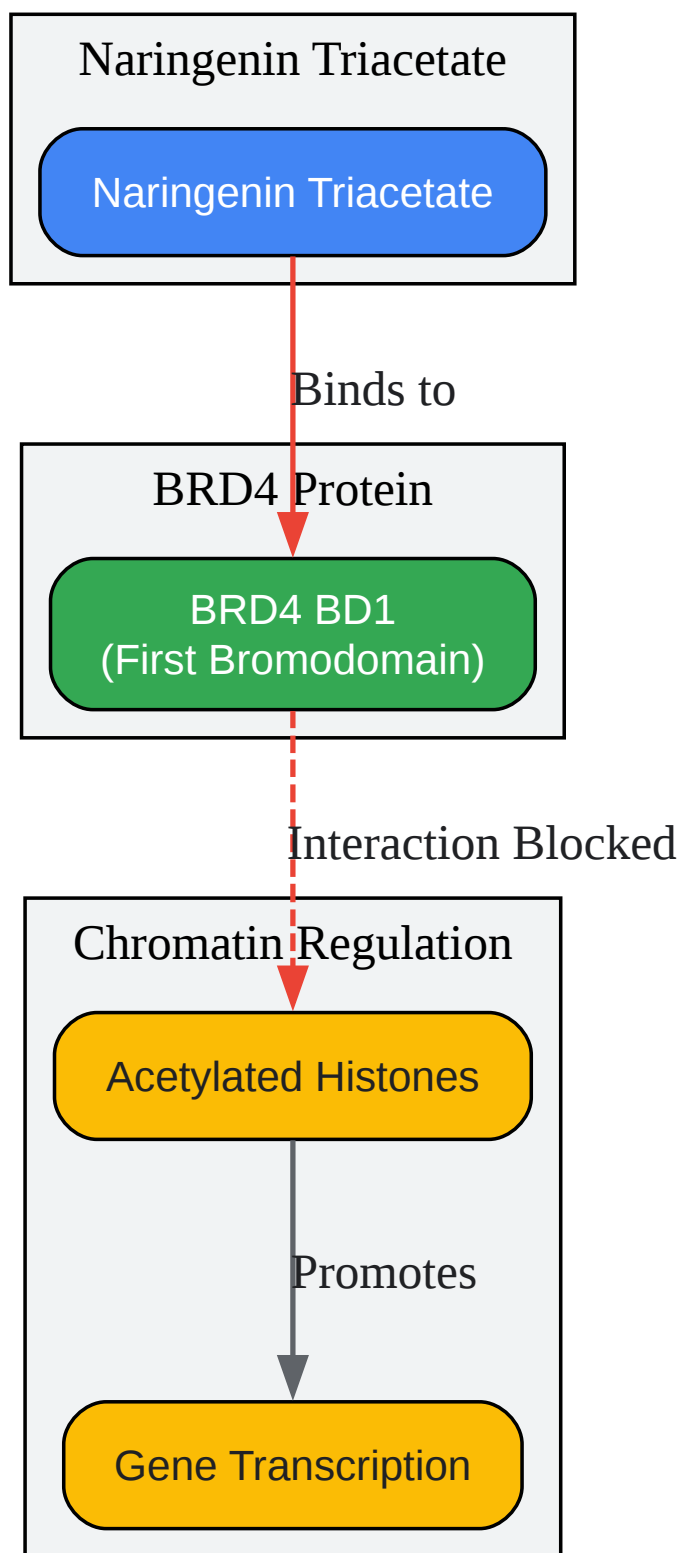 Naringenin Triacetate
Naringenin Triacetate
Binds to
BRD4 Protein
BRD4 BD1
(First Bromodomain)
Interaction Blocked
Chromatin Regulation
Acetylated Histones
Promotes
Gene Transcription